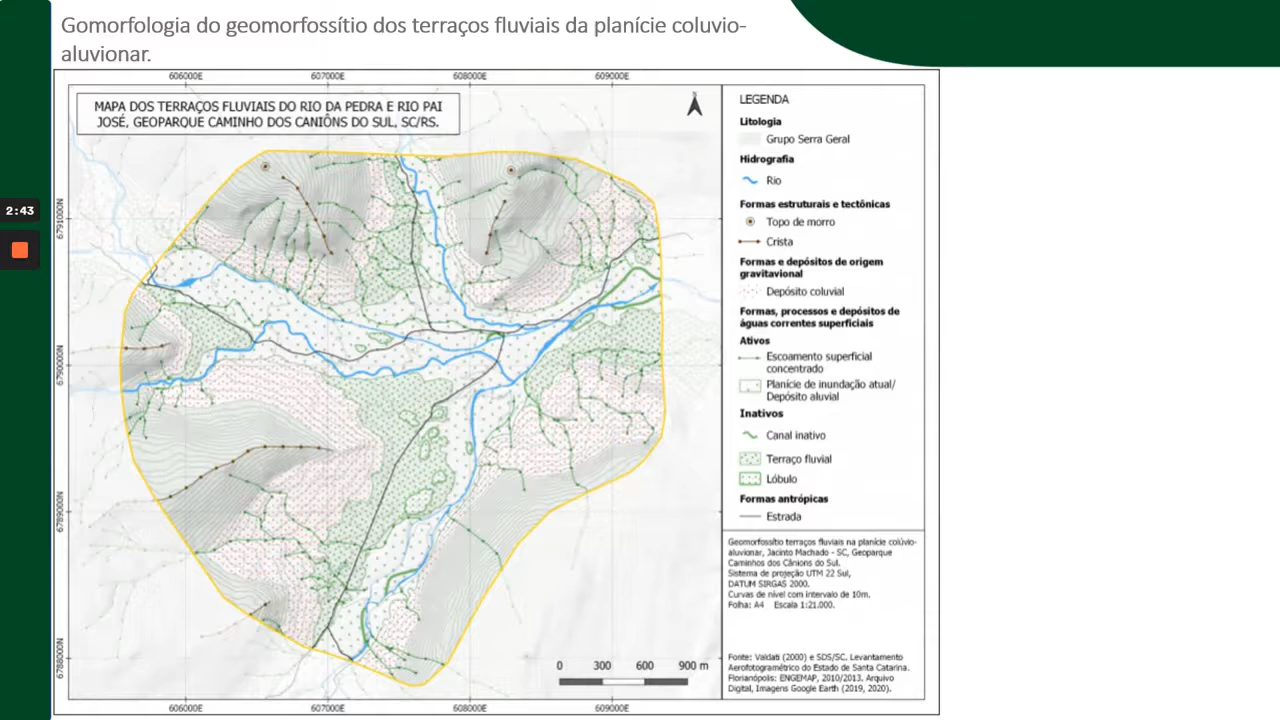 Gomorfologia do geomorfossítio dos terraços fluviais da planície coluvio-
aluvionar.
606000E
607000E
608000E
609000E
MAPA DOS TERRAÇOS FLUVIAIS DO RIO DA PEDRA E RIO PAI
JOSÉ, GEOPARQUE CAMINHO DOS CANIÔNS DO SUL, SC/RS.
N
6791000N
6790000N
6789000N
6788000N
2:43
LEGENDA
Litologia
Grupo Serra Geral
Hidrografia
Rio
Formas estruturais e tectônicas
Topo de morro
Crista
Formas e depósitos de origem
gravitavional
Depósito coluvial
Formas, processos e depósitos de
águas correntes superficiais
Ativos
Escoamento superficial
concentrado
Planície de inundação atual/
Depósito aluvial
Inativos
Canal inativo
Terraço fluvial
Lóbulo
Formas antrópicas
Estrada
Geomorfossítio terraços fluviais na planície colúvio-
aluvionar, Jacinto Machado - SC, Geoparque
Caminhos dos Cânions do Sul.
Sistema de projeção UTM 22 Sul,
DATUM SIRGAS 2000.
Curvas de nível com intervalo de 10m.
Folha: A4 Escala 1:21.000.
Fonte: Valdati (2000) e SDS/SC. Levantamento
Aerofotogramétrico do Estado de Santa Catarina.
Florianópolis: ENGEMAP, 2010/2013. Arquivo
Digital, Imagens Google Earth (2019, 2020).
0 300 600 900 m
606000E
607000E
608000E
609000E